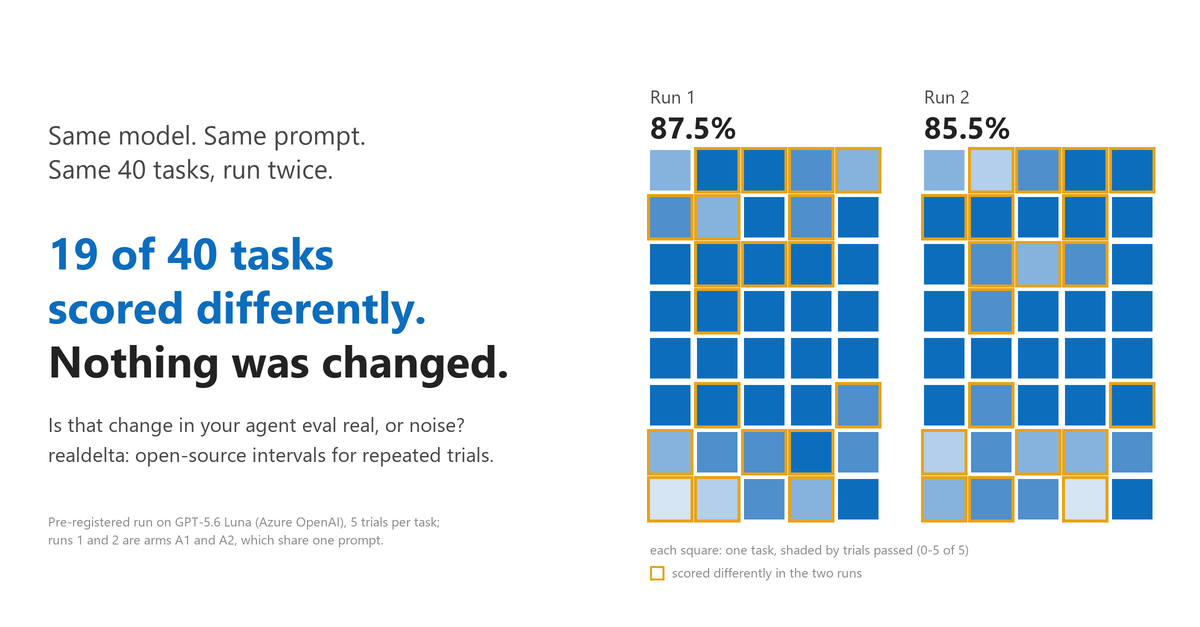 Same model. Same prompt.
Same 40 tasks, run twice.
19 of 40 tasks
scored differently.
Nothing was changed.
Is that change in your agent eval real, or noise?
realdelta: open-source intervals for repeated trials.
Pre-registered run on GPT-5.6 Luna (Azure OpenAI), 5 trials per task;
runs 1 and 2 are arms A1 and A2, which share one prompt.
Run 1
87.5%
Run 2
85.5%
each square: one task, shaded by trials passed (0-5 of 5)
scored differently in the two runs